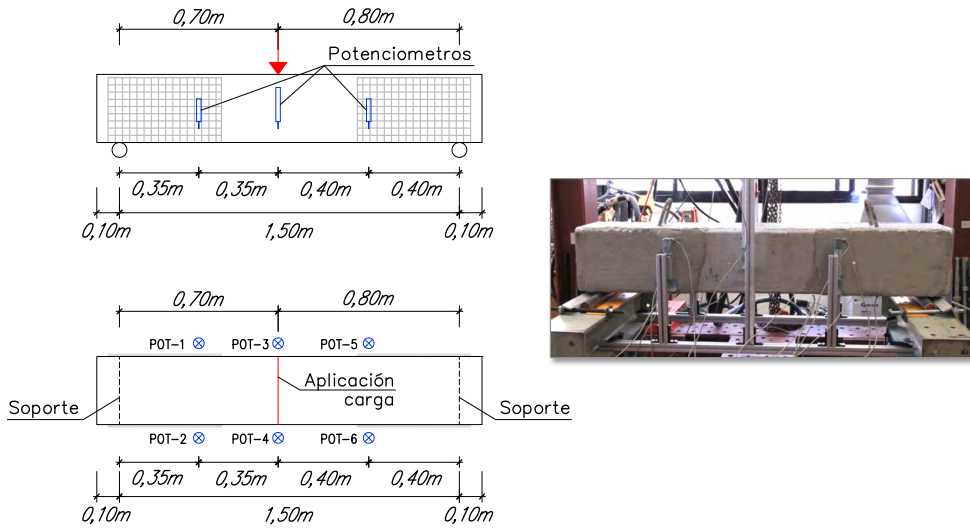 0,70m 0,80m
Potenciometros
0,35m 0,35m 0,40m 0,40m
0,10m 1,50m 0,10m
0,70m 0,80m
POT-1 POT-3 POT-5
Aplicación
carga
Soporte Soporte
POT-2 POT-4 POT-6
0,35m 0,35m 0,40m 0,40m
0,10m 1,50m 0,10m